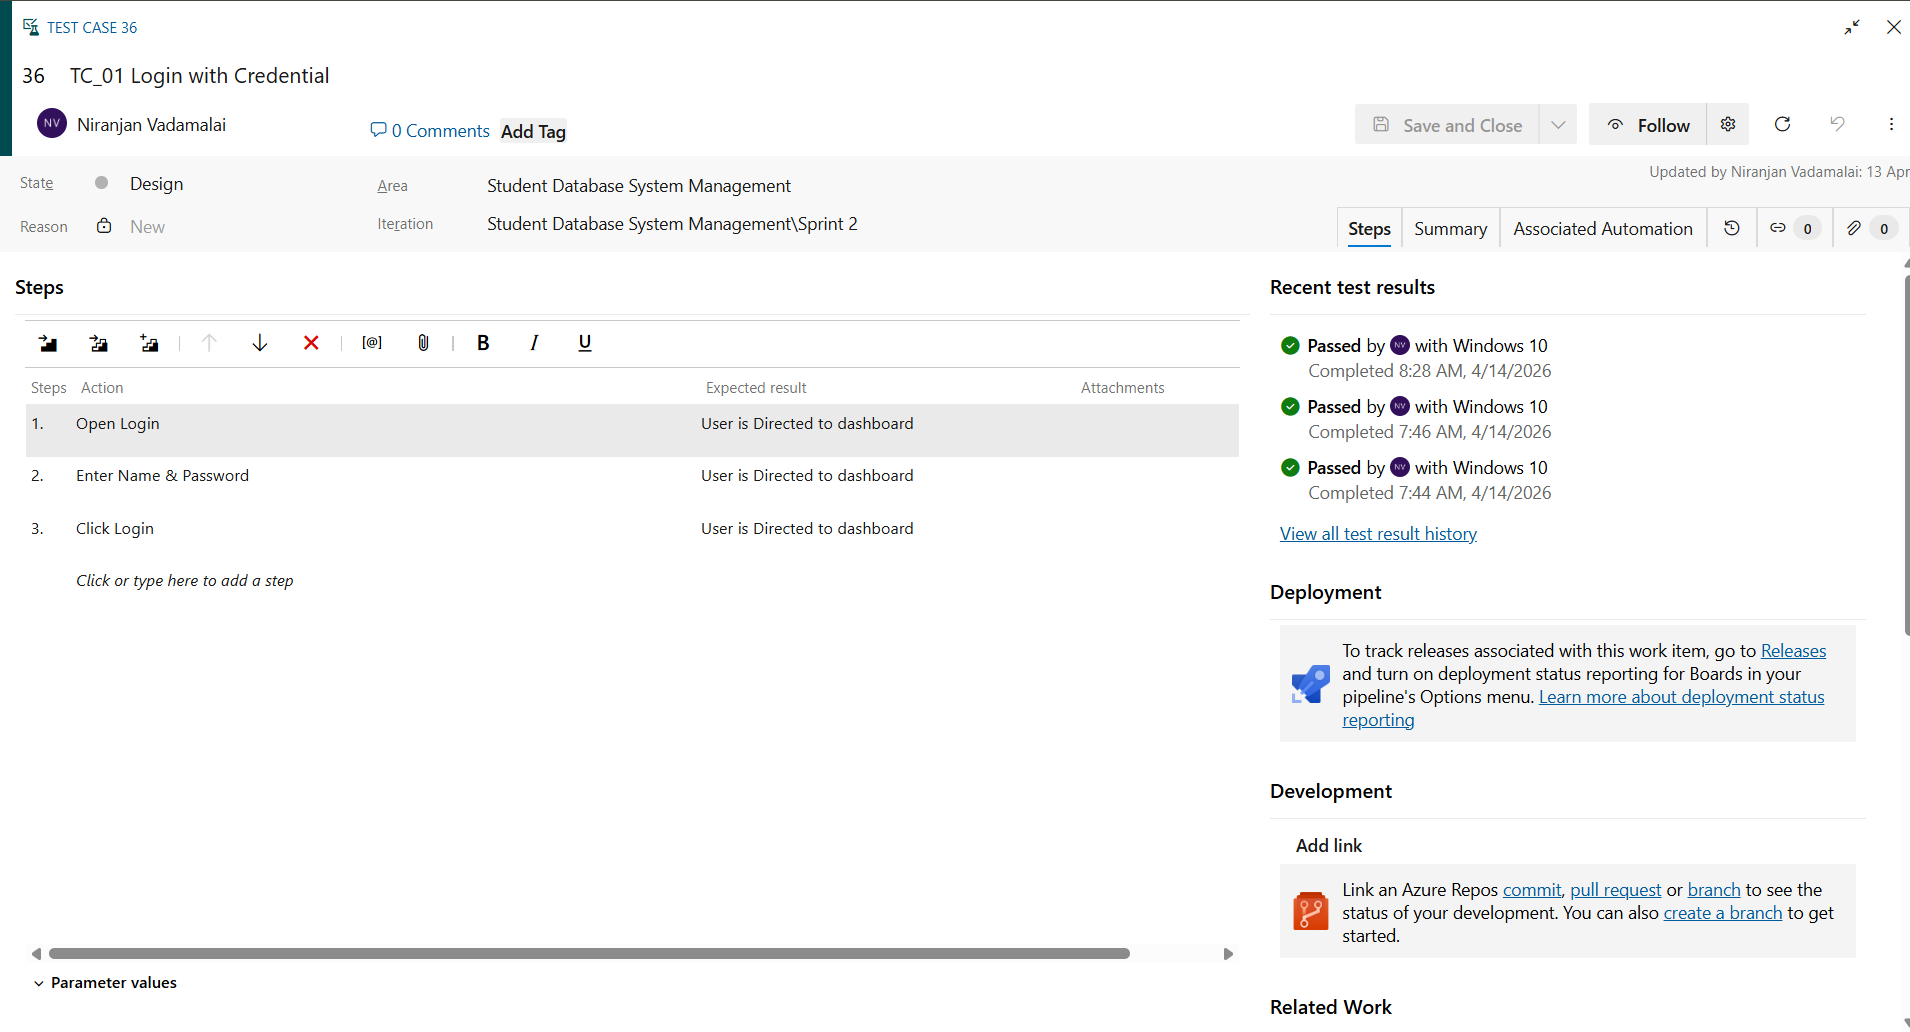 TEST CASE 36
36 TC_01 Login with Credential
NV Niranjan Vadamalai
0 Comments Add Tag
Save and Close
Follow
State Design
Area Student Database System Management
Updated by Niranjan Vadamalai: 13 Apr
Reason New
Iteration Student Database System Management\Sprint 2
Steps Summary Associated Automation 0 0
Steps
[@] B I U
Steps Action Expected result Attachments
1. Open Login User is Directed to dashboard
2. Enter Name & Password User is Directed to dashboard
3. Click Login User is Directed to dashboard
Click or type here to add a step
Parameter values
Recent test results
Passed by NV with Windows 10
Completed 8:28 AM, 4/14/2026
Passed by NV with Windows 10
Completed 7:46 AM, 4/14/2026
Passed by NV with Windows 10
Completed 7:44 AM, 4/14/2026
View all test result history
Deployment
To track releases associated with this work item, go to Releases
and turn on deployment status reporting for Boards in your
pipeline's Options menu. Learn more about deployment status
reporting
Development
Add link
Link an Azure Repos commit, pull request or branch to see the
status of your development. You can also create a branch to get
started.
Related Work